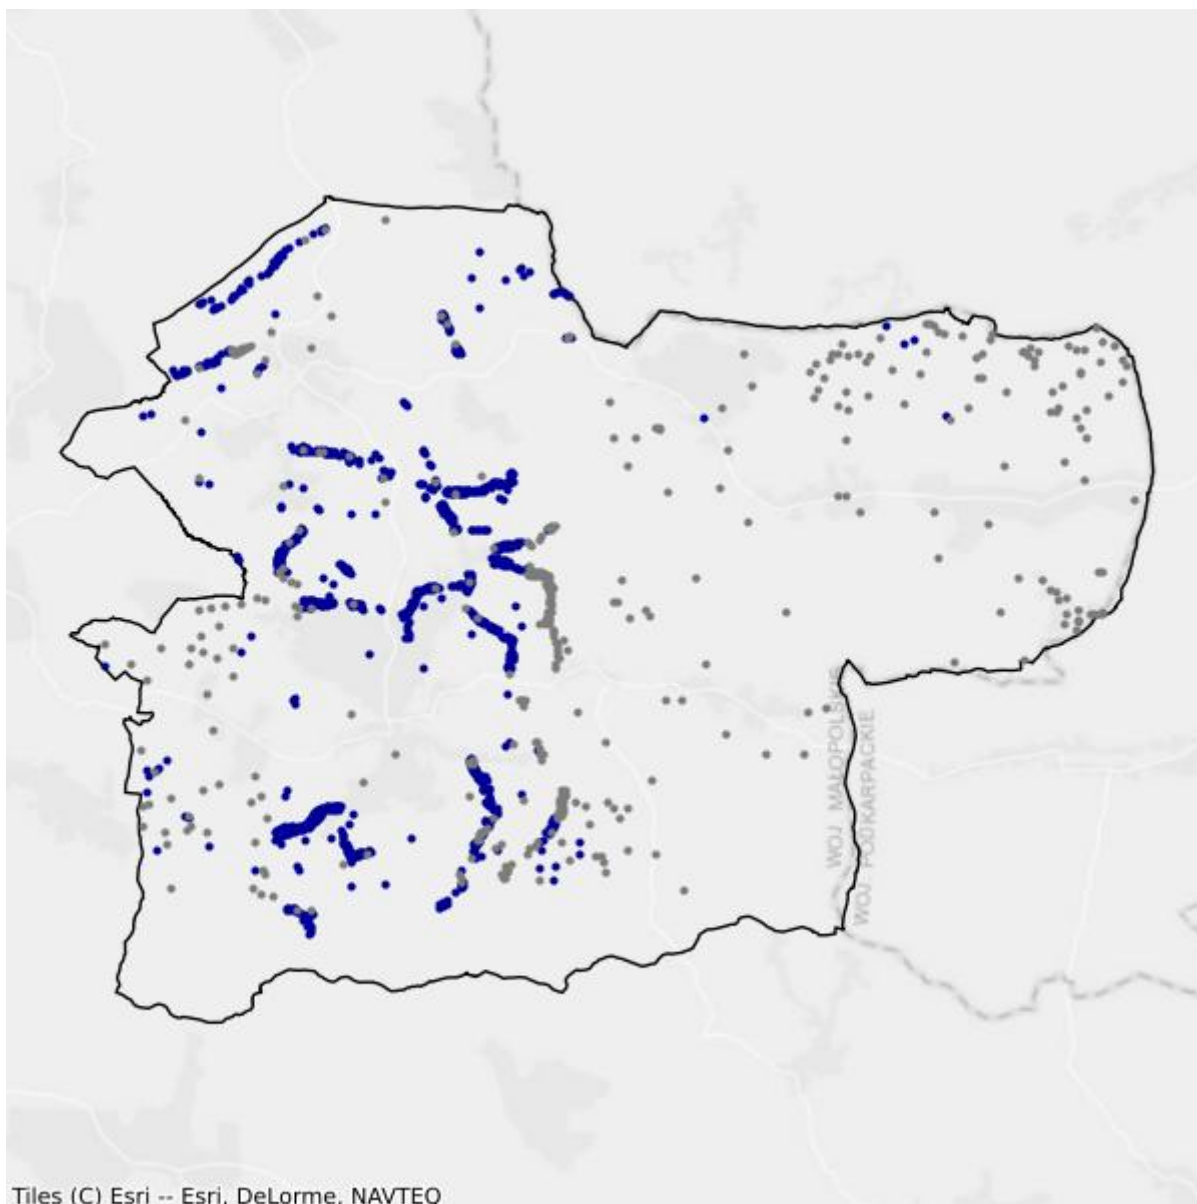 WOJ. MAŁOPOLSKIE
WOJ. PODKARPACKIE
Tiles (C) Esri -- Esri, DeLorme, NAVTEQ